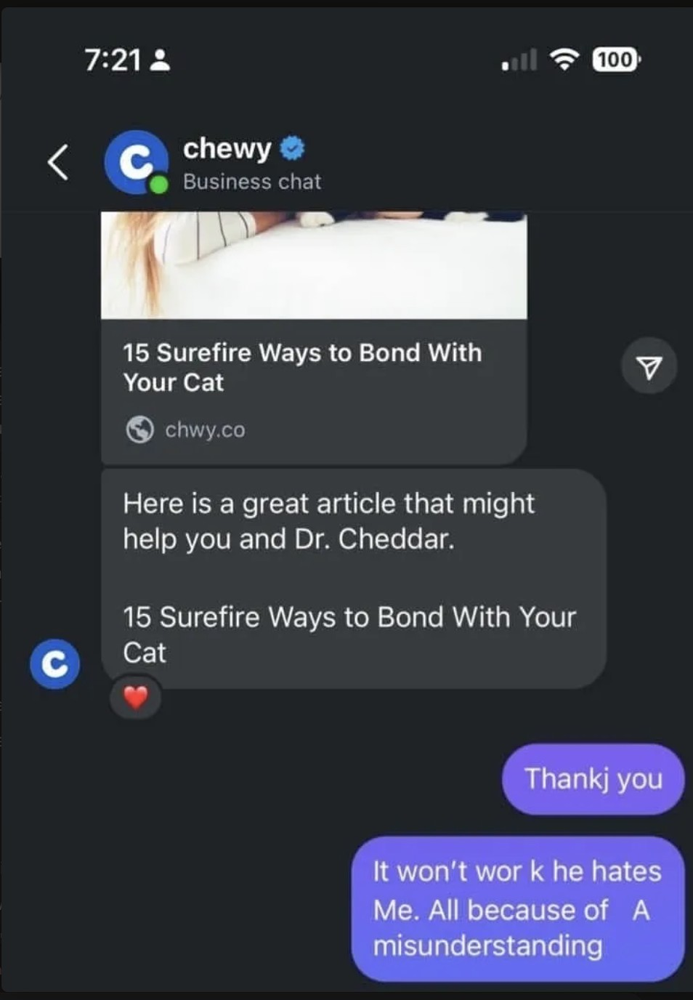 7:21
100
chewy
Business chat
15 Surefire Ways to Bond With
Your Cat
chwy.co
Here is a great article that might
help you and Dr. Cheddar.
15 Surefire Ways to Bond With Your
Cat
C
Thankj you
It won't wor k he hates
Me. All because of   A
misunderstanding